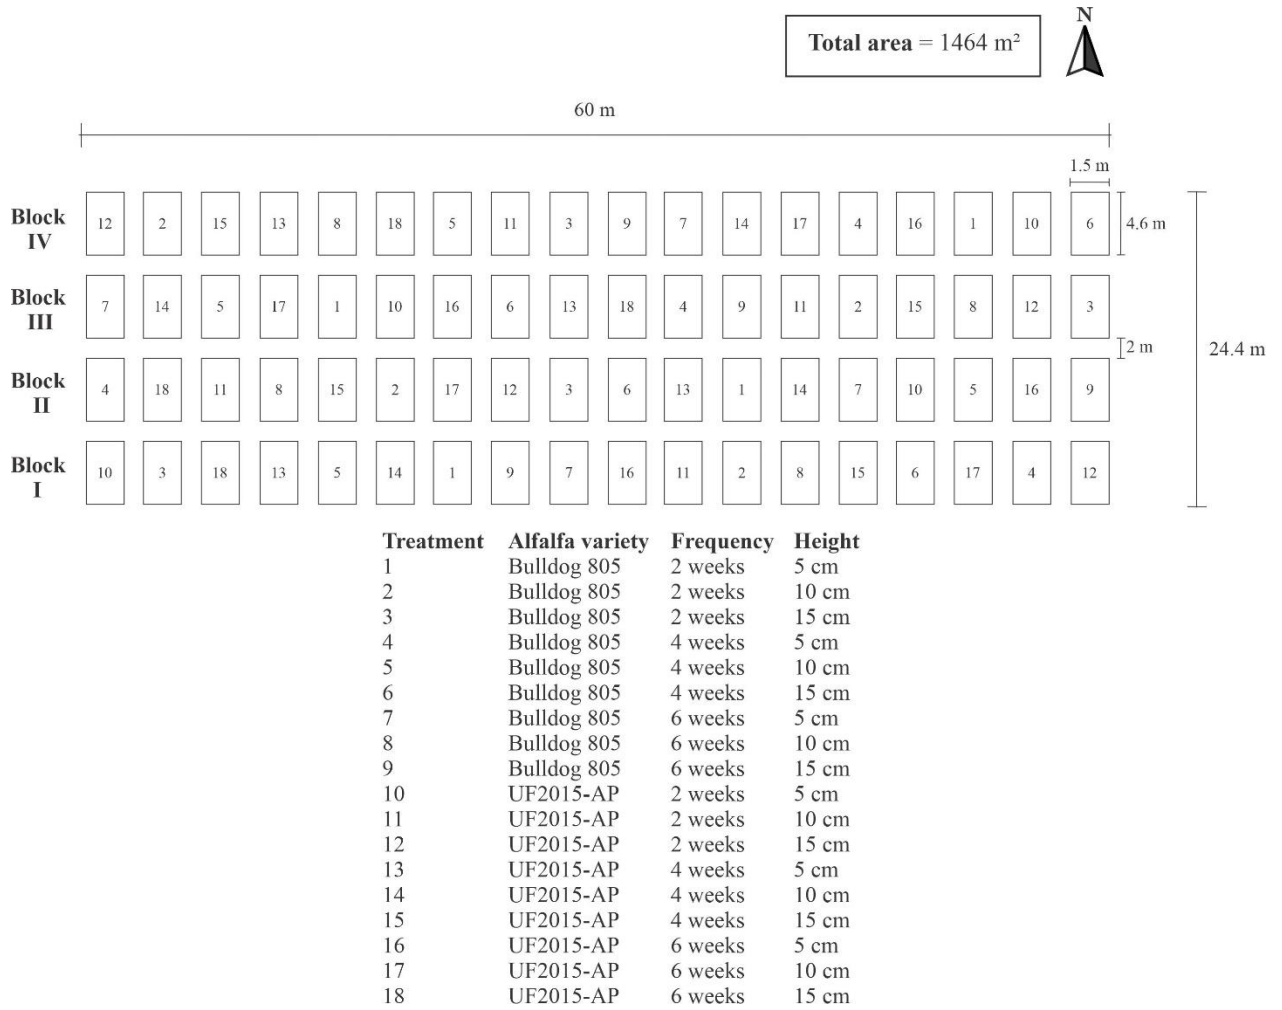 N
Total area = 1464 m²
60 m
1.5 m
Block IV
12 2 15 13 8 18 5 11 3 9 7 14 17 4 16 1 10 6
4.6 m
Block III
7 14 5 17 1 10 16 6 13 18 4 9 11 2 15 8 12 3
2 m
24.4 m
Block II
4 18 11 8 15 2 17 12 3 6 13 1 14 7 10 5 16 9
Block I
10 3 18 13 5 14 1 9 7 16 11 2 8 15 6 17 4 12
Treatment Alfalfa variety Frequency Height
1 Bulldog 805 2 weeks 5 cm
2 Bulldog 805 2 weeks 10 cm
3 Bulldog 805 2 weeks 15 cm
4 Bulldog 805 4 weeks 5 cm
5 Bulldog 805 4 weeks 10 cm
6 Bulldog 805 4 weeks 15 cm
7 Bulldog 805 6 weeks 5 cm
8 Bulldog 805 6 weeks 10 cm
9 Bulldog 805 6 weeks 15 cm
10 UF2015-AP 2 weeks 5 cm
11 UF2015-AP 2 weeks 10 cm
12 UF2015-AP 2 weeks 15 cm
13 UF2015-AP 4 weeks 5 cm
14 UF2015-AP 4 weeks 10 cm
15 UF2015-AP 4 weeks 15 cm
16 UF2015-AP 6 weeks 5 cm
17 UF2015-AP 6 weeks 10 cm
18 UF2015-AP 6 weeks 15 cm